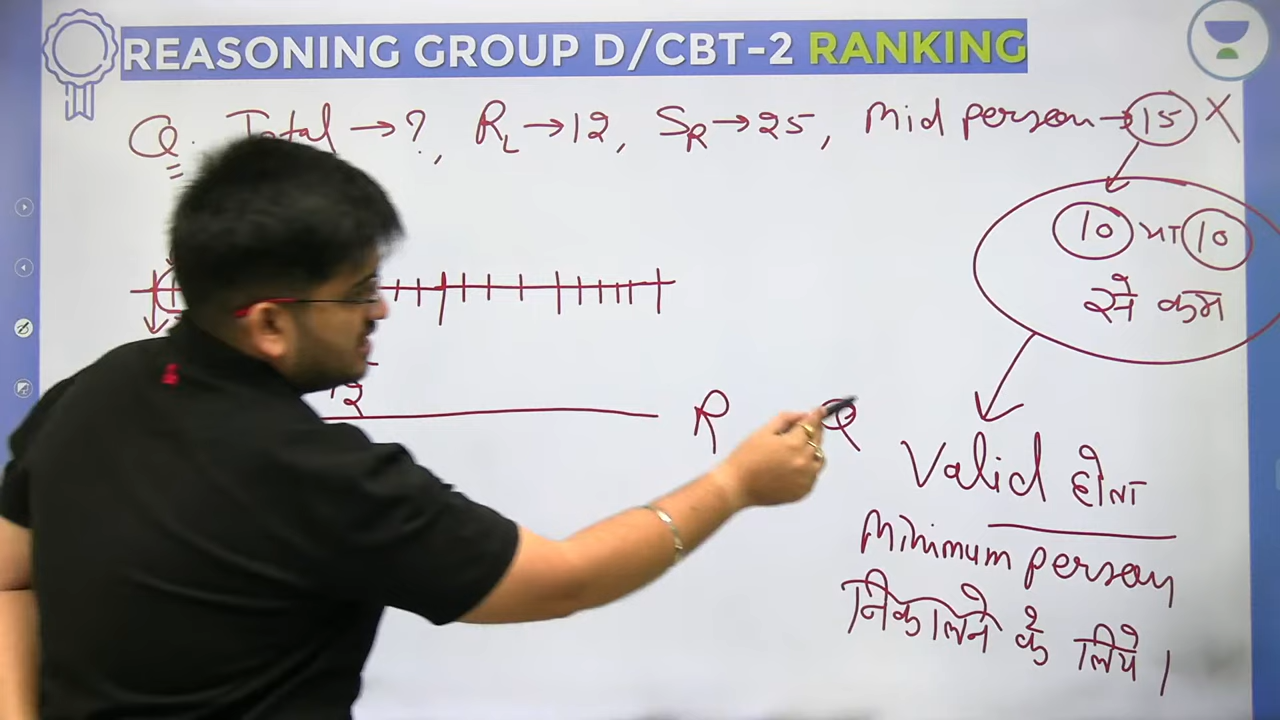 REASONING GROUP D/CBT-2 RANKING
Q. Total → ?, R_L → 12, S_R → 25, Mid person → 15 X
10 या 10
से कम
12
R Q
Valid होगा
Minimum person
निकालने के लिये।